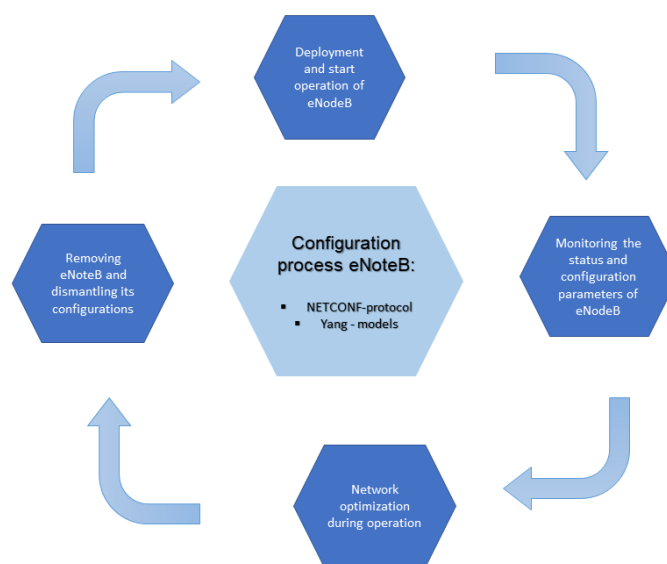 Deployment
and start
operation of
eNodeB
Removing
eNoteB and
dismantling its
configurations
Configuration
process eNoteB:
▪ NETCONF-protocol
▪ Yang - models
Monitoring the
status and
configuration
parameters of
eNodeB
Network
optimization
during operation